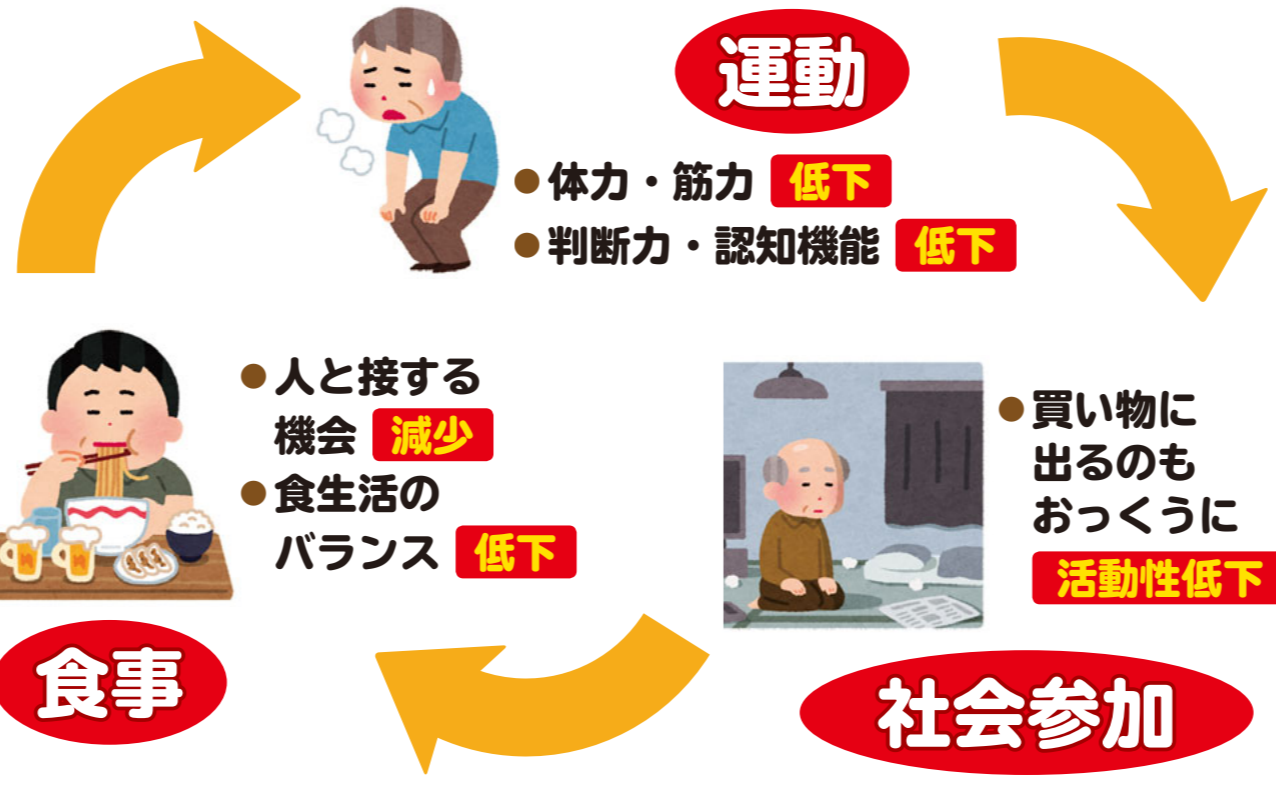 運動
●体力・筋力 低下
●判断力・認知機能 低下
●人と接する
機会 減少
●食生活の
バランス 低下
食事
●買い物に
出るのも
おっくうに
活動性低下
社会参加